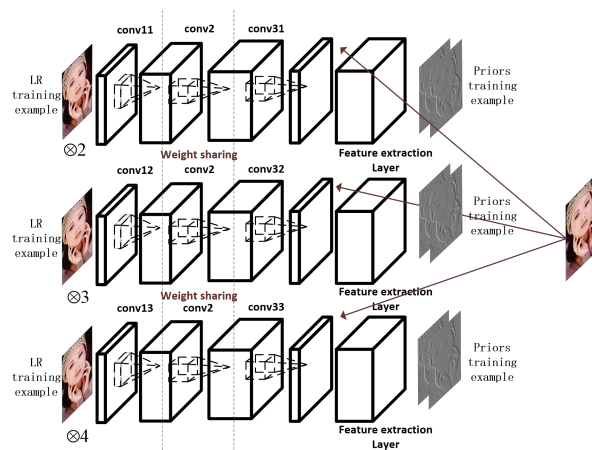 conv11 conv2 conv31
LR
training
example
Priors
training
example
⊗2
Weight sharing
Feature extraction
Layer
conv12 conv2 conv32
LR
training
example
Priors
training
example
⊗3
Weight sharing
Feature extraction
Layer
conv13 conv2 conv33
LR
training
example
Priors
training
example
⊗4
Feature extraction
Layer